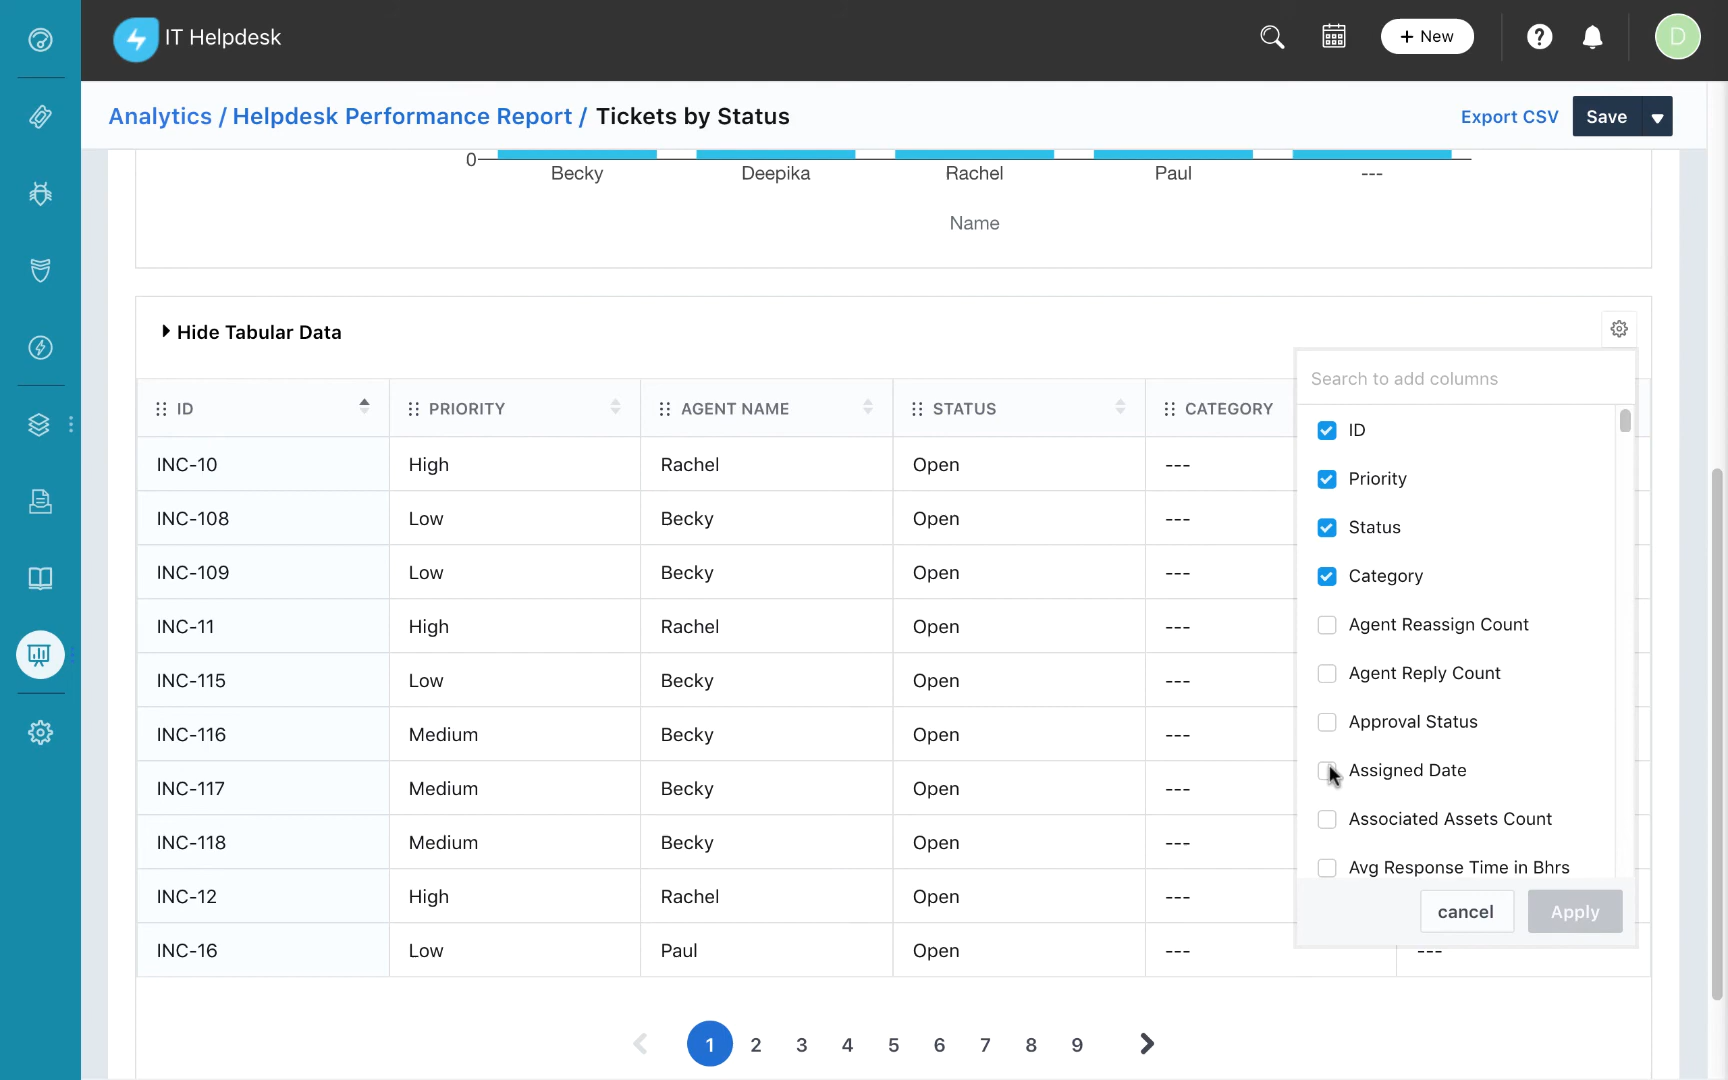 IT Helpdesk
+ New
?
D
Analytics / Helpdesk Performance Report / Tickets by Status
Export CSV
Save
0
Becky Deepika Rachel Paul ---
Name
Hide Tabular Data
Search to add columns
ID PRIORITY AGENT NAME STATUS CATEGORY
INC-10 High Rachel Open ---
INC-108 Low Becky Open ---
INC-109 Low Becky Open ---
INC-11 High Rachel Open ---
INC-115 Low Becky Open ---
INC-116 Medium Becky Open ---
INC-117 Medium Becky Open ---
INC-118 Medium Becky Open ---
INC-12 High Rachel Open ---
INC-16 Low Paul Open --- ---
ID
Priority
Status
Category
Agent Reassign Count
Agent Reply Count
Approval Status
Assigned Date
Associated Assets Count
Avg Response Time in Bhrs
cancel Apply
1 2 3 4 5 6 7 8 9